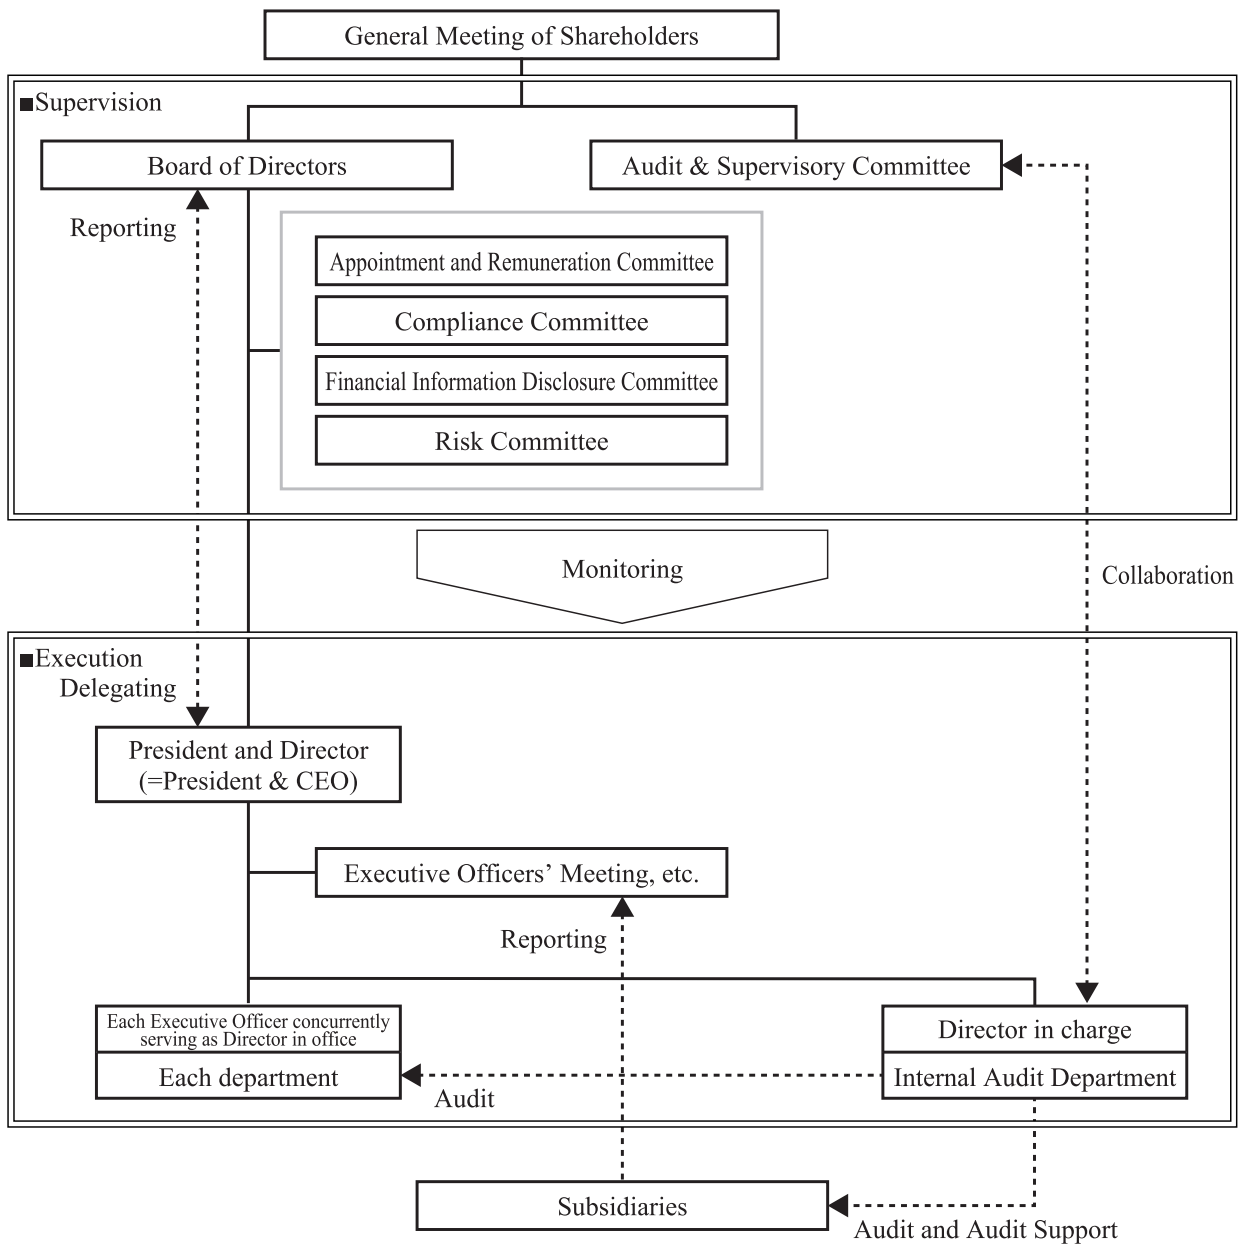 General Meeting of Shareholders
■Supervision
Board of Directors
Audit & Supervisory Committee
Reporting
Appointment and Remuneration Committee
Compliance Committee
Financial Information Disclosure Committee
Risk Committee
Monitoring
Collaboration
■Execution
Delegating
President and Director
(=President & CEO)
Executive Officers’ Meeting, etc.
Reporting
Each Executive Officer concurrently
serving as Director in office
Director in charge
Each department
Internal Audit Department
Audit
Subsidiaries
Audit and Audit Support